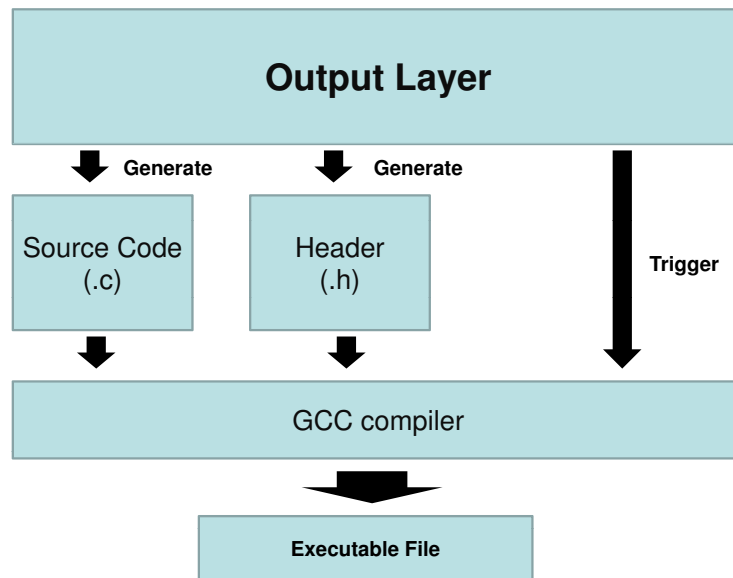 Output Layer
Generate
Generate
Source Code
(.c)
Header
(.h)
Trigger
GCC compiler
Executable File